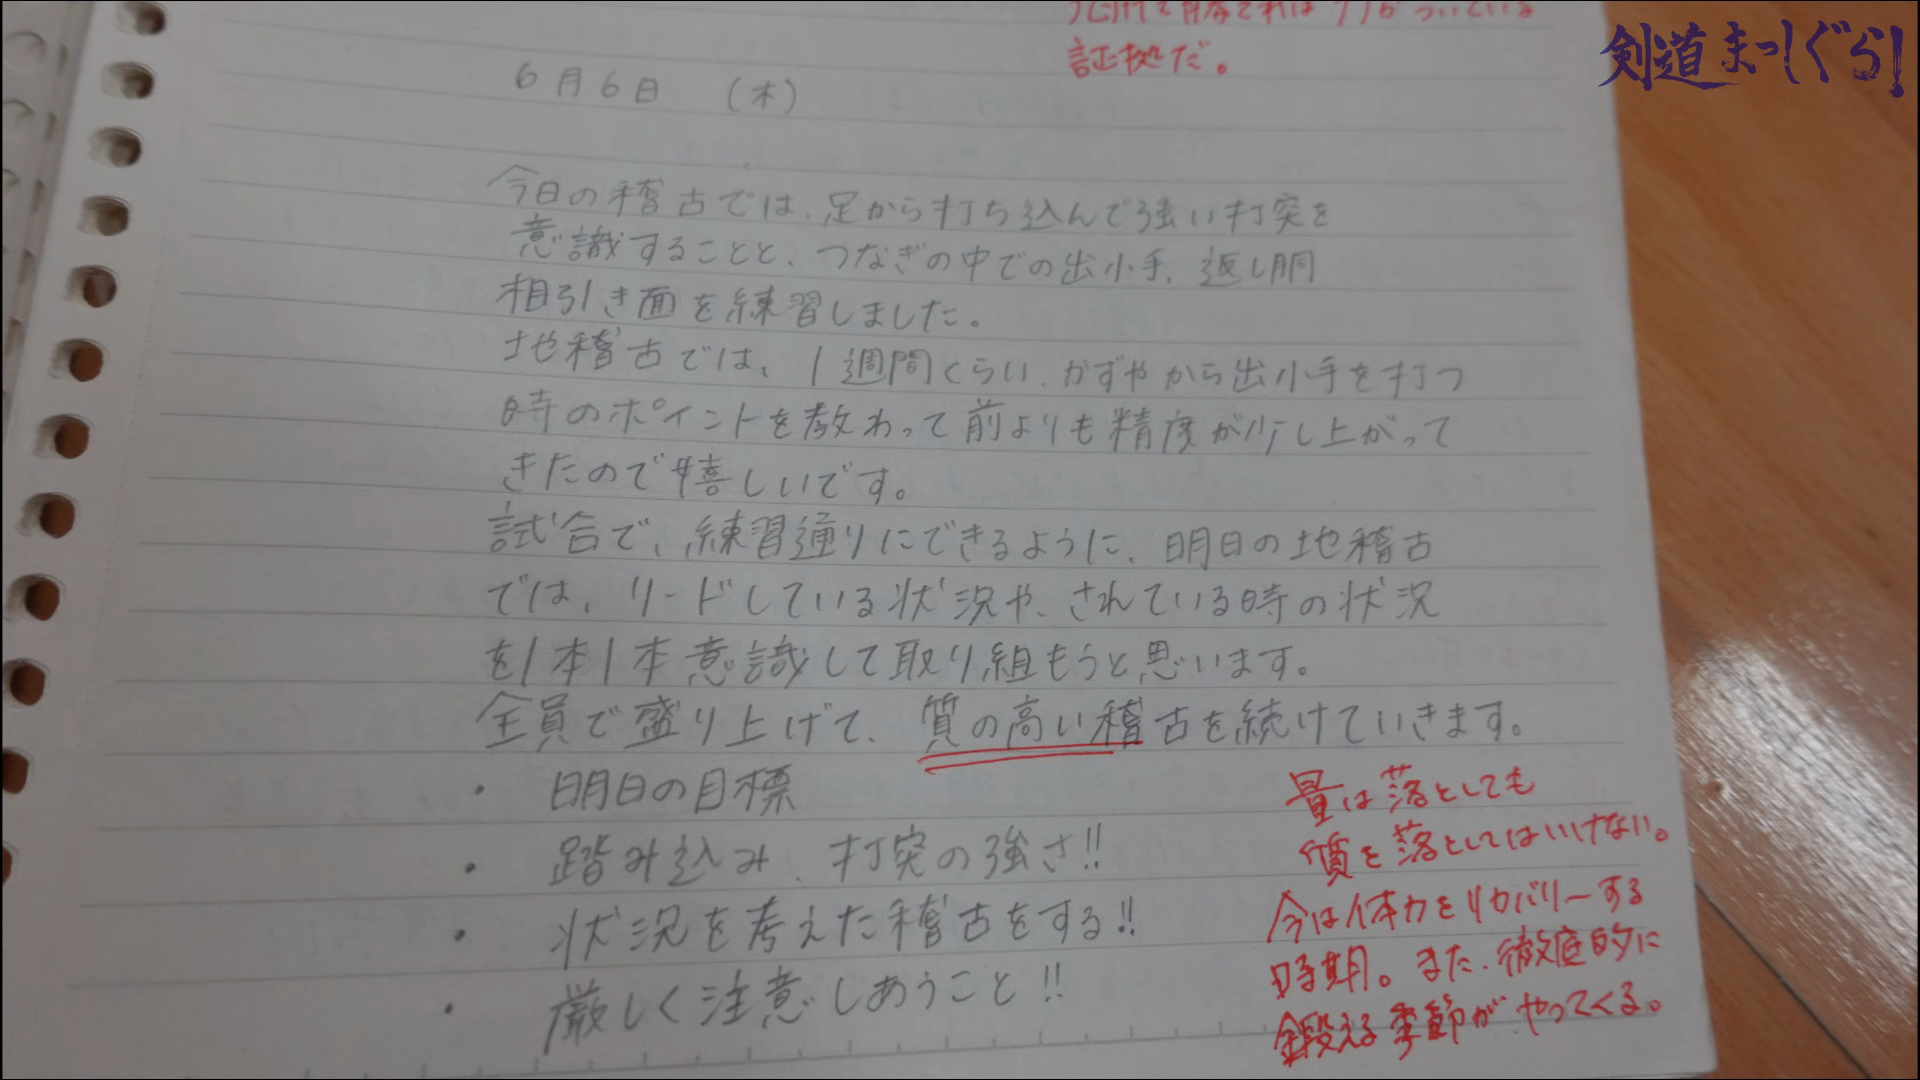 証拠だ。
剣道まっしぐら!
6月6日 (木)
今日の稽古では、足から打ち込んで強い打突を
意識することと、つなぎの中での出小手、返し胴
相引き面を練習しました。
地稽古では、1週間くらい、かずやから出小手を打つ
時のポイントを教わって前よりも精度が少し上がって
きたので嬉しいです。
試合で、練習通りにできるように、明日の地稽古
では、リードしている状況や、されている時の状況
を1本1本意識して取り組もうと思います。
全員で盛り上げて、質の高い稽古を続けていきます。
・ 明日の目標
・ 踏み込み、打突の強さ!!
・ 状況を考えた稽古をする!!
・ 厳しく注意しあうこと!!
量は落としても
質を落としてはいけない。
今は体力をリカバリーする
時期。また、徹底的に
鍛える季節がやってくる。